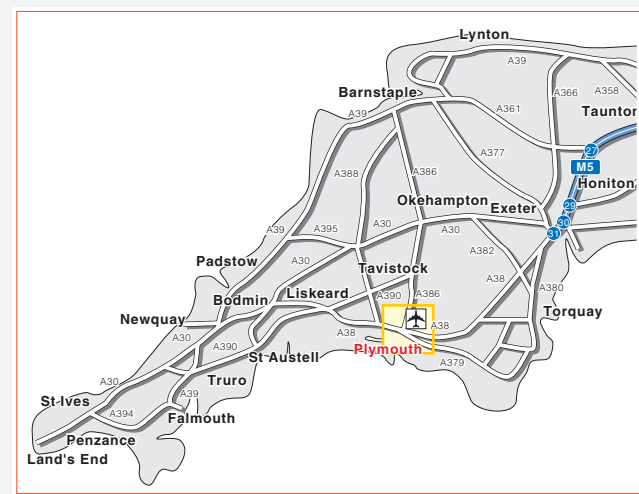 Lynton
A39
Barnstaple
A366
A358
A39
A361
Taunton
A377
27
M5
A388
A386
Honiton
Okehampton
Exeter
29
30
31
A39
A395
A30
A30
A382
Padstow
A30
Tavistock
A38
A380
Bodmin
Liskeard
A390
A386
Torquay
Newquay
A38
A38
A30
A390
St Austell
Plymouth
A379
A30
Truro
A39
St Ives
A394
Falmouth
Penzance
Land's End